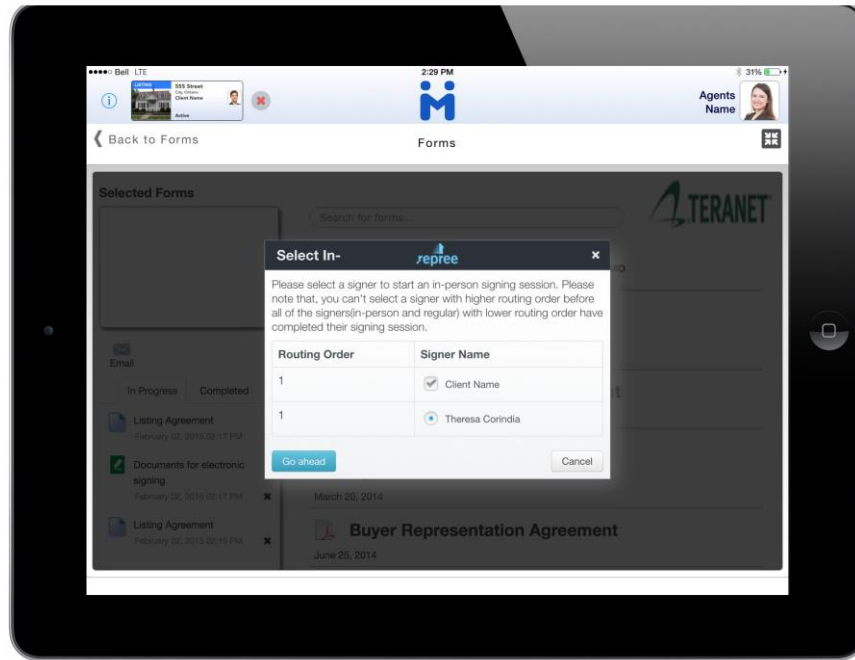 Bell LTE
2:29 PM
31%
LISTING
555 Street
City, Ontario
Client Name
Active
Agents
Name
Back to Forms
Forms
Selected Forms
Search for forms...
TERANET
Select In-
repree
Please select a signer to start an in-person signing session. Please
note that, you can't select a signer with higher routing order before
all of the signers(in-person and regular) with lower routing order have
completed their signing session.
Routing Order Signer Name
1 Client Name
1 Theresa Corindia
Go ahead Cancel
Email
In Progress Completed
Listing Agreement
February 02, 2015 02:17 PM
Documents for electronic
signing
February 02, 2015 02:17 PM
Listing Agreement
February 02, 2015 02:15 PM
March 20, 2014
Buyer Representation Agreement
June 25, 2014